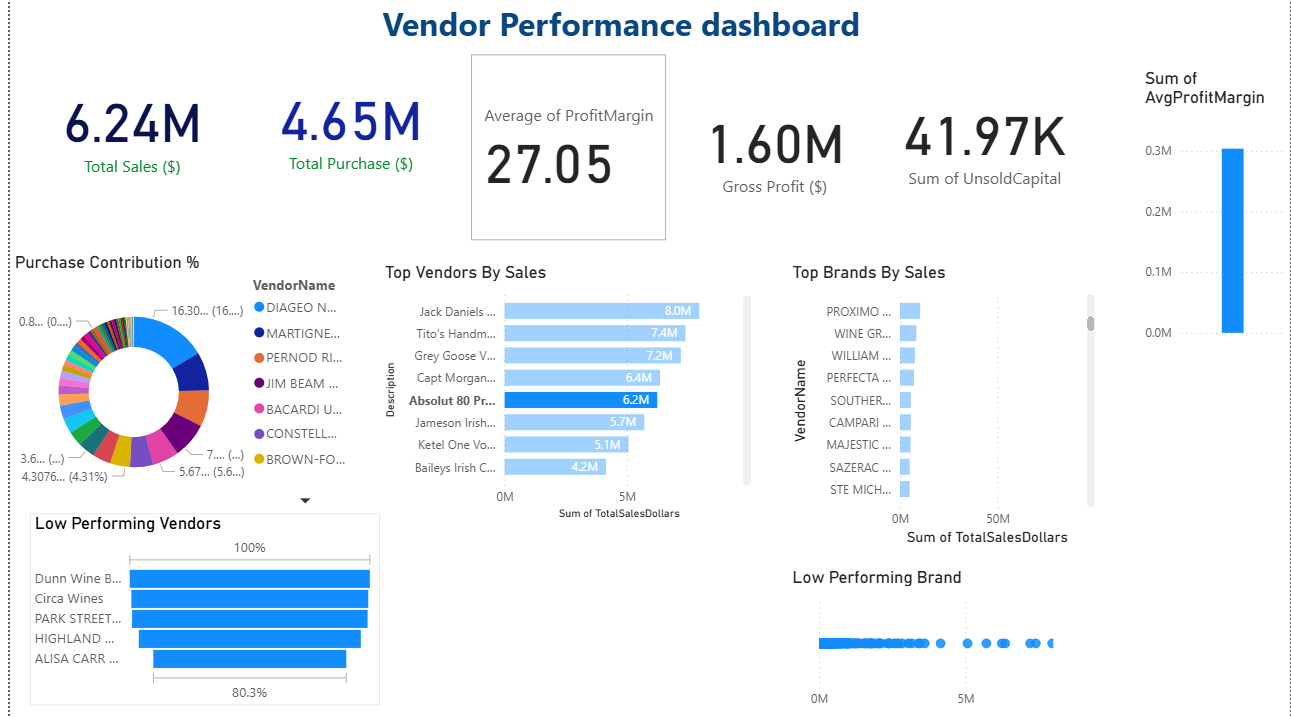 Vendor Performance dashboard
6.24M
Total Sales ($)
4.65M
Total Purchase ($)
Average of ProfitMargin
27.05
1.60M
Gross Profit ($)
41.97K
Sum of UnsoldCapital
Sum of
AvgProfitMargin
0.3M
0.2M
0.1M
0.0M
Purchase Contribution %
16.30... (16....)
0.8... (0....)
3.6... (...)
4.3076... (4.31%)
7.... (...)
5.67... (5.6...)
VendorName
DIAGEO N...
MARTIGNE...
PERNOD RI...
JIM BEAM ...
BACARDI U...
CONSTELL...
BROWN-FO...
Top Vendors By Sales
Description
Jack Daniels ... 8.0M
Tito's Handm... 7.4M
Grey Goose V... 7.2M
Capt Morgan... 6.4M
Absolut 80 Pr... 6.2M
Jameson Irish... 5.7M
Ketel One Vo... 5.1M
Baileys Irish C... 4.2M
0M 5M
Sum of TotalSalesDollars
Top Brands By Sales
VendorName
PROXIMO ...
WINE GR...
WILLIAM ...
PERFECTA ...
SOUTHER...
CAMPARI ...
MAJESTIC ...
SAZERAC ...
STE MICH...
0M 50M
Sum of TotalSalesDollars
Low Performing Vendors
100%
Dunn Wine B...
Circa Wines
PARK STREET...
HIGHLAND ...
ALISA CARR ...
80.3%
Low Performing Brand
0M 5M